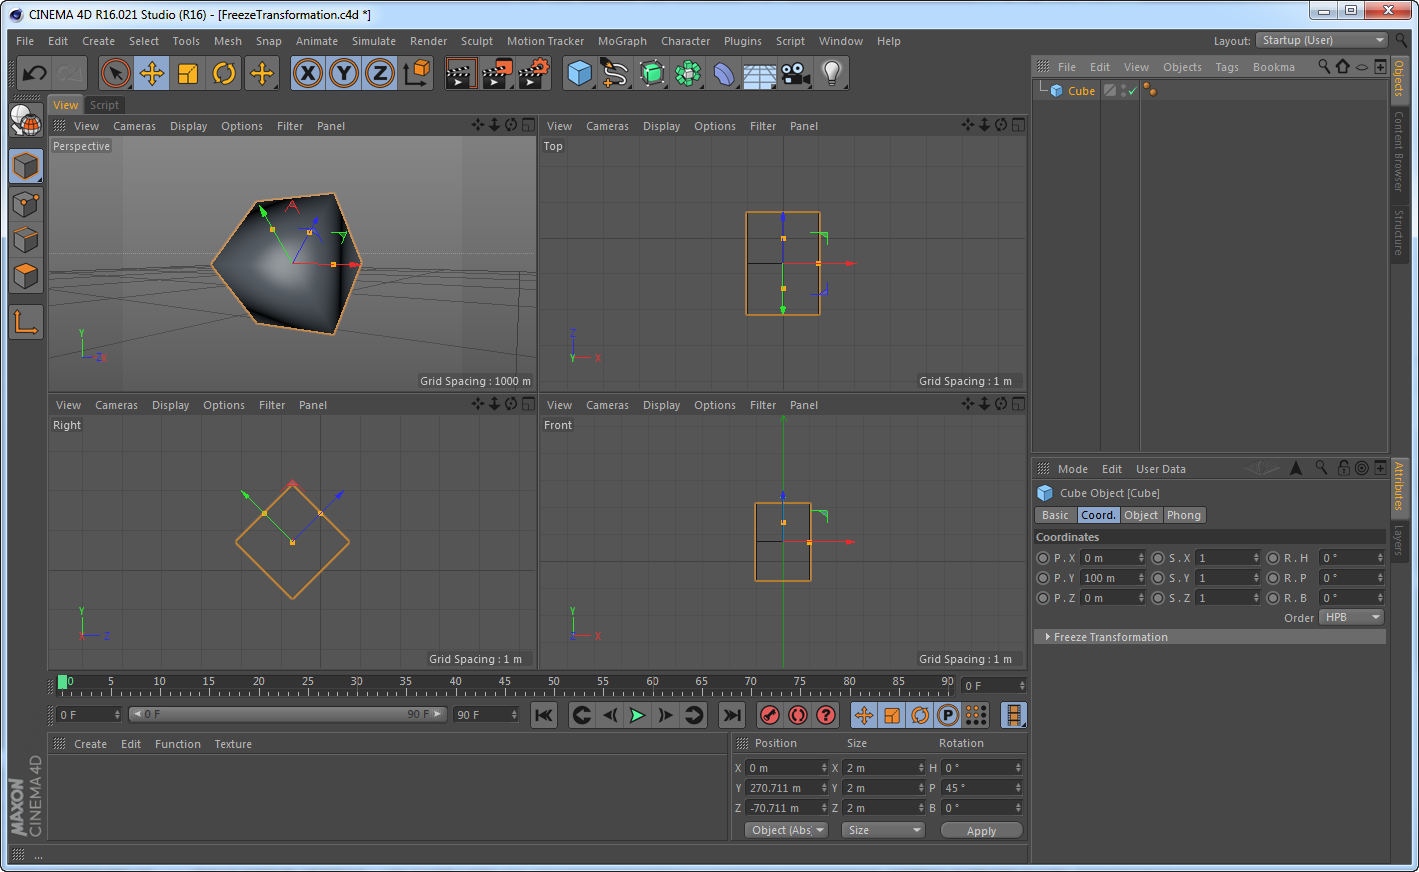 CINEMA 4D R16.021 Studio (R16) - [FreezeTransformation.c4d *]
File Edit Create Select Tools Mesh Snap Animate Simulate Render Sculpt Motion Tracker MoGraph Character Plugins Script Window Help
Layout: Startup (User)
X Y Z
View Script
View Cameras Display Options Filter Panel
Perspective
Y
Z X
Grid Spacing : 1000 m
View Cameras Display Options Filter Panel
Top
Z
Y X
Grid Spacing : 1 m
View Cameras Display Options Filter Panel
Right
Y
X Z
Grid Spacing : 1 m
View Cameras Display Options Filter Panel
Front
Y
Z X
Grid Spacing : 1 m
File Edit View Objects Tags Bookma
Cube
Objects
Content Browser
Structure
Mode Edit User Data
Cube Object [Cube]
Basic Coord. Object Phong
Coordinates
P . X 0 m S . X 1 R . H 0 °
P . Y 100 m S . Y 1 R . P 0 °
P . Z 0 m S . Z 1 R . B 0 °
Order HPB
Freeze Transformation
Attributes
Layers
0 5 10 15 20 25 30 35 40 45 50 55 60 65 70 75 80 85 90 0 F
0 F 0 F 90 F 90 F
P
Create Edit Function Texture
Position Size Rotation
X 0 m X 2 m H 0 °
Y 270.711 m Y 2 m P 45 °
Z -70.711 m Z 2 m B 0 °
Object (Abs Size Apply
MAXON
CINEMA 4D
...